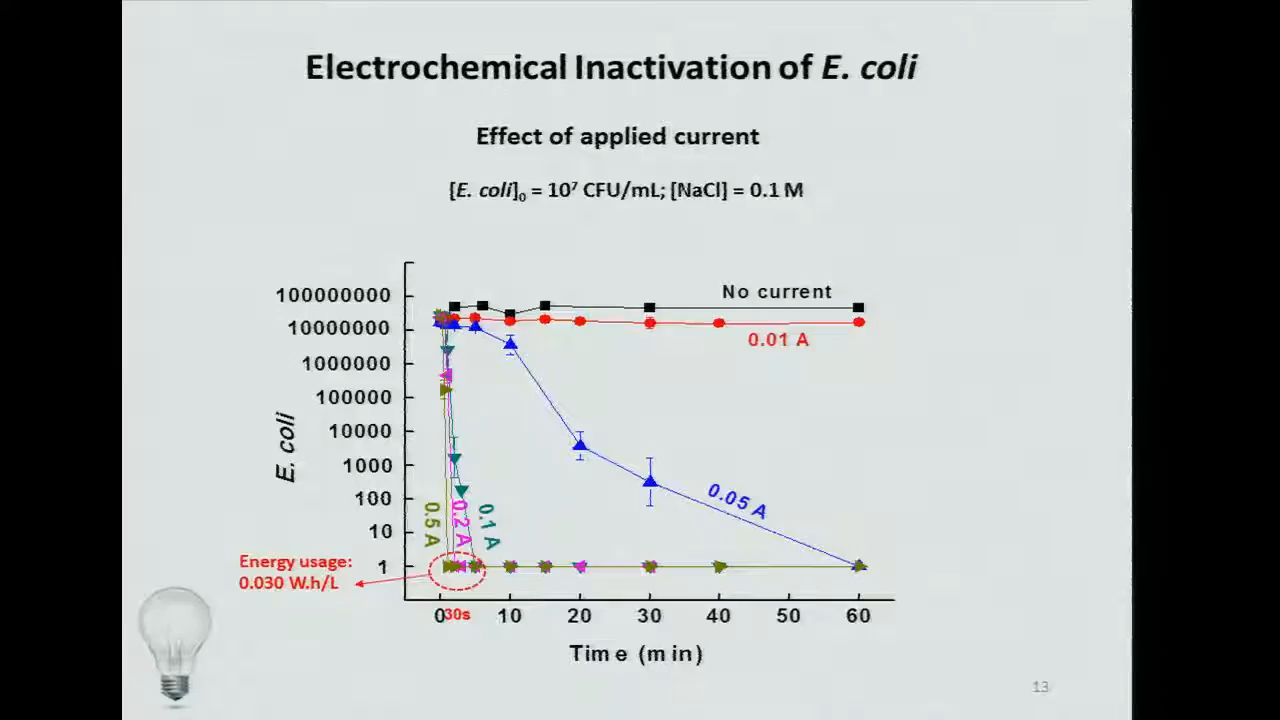 Electrochemical Inactivation of E. coli
Effect of applied current
[E. coli]₀ = 10⁷ CFU/mL; [NaCl] = 0.1 M
No current
0.01 A
0.05 A
0.5 A
0.2 A
0.1 A
100000000
10000000
1000000
100000
10000
1000
100
10
1
E. coli
Energy usage:
0.030 W.h/L
0 30s 10 20 30 40 50 60
Time (min)
13